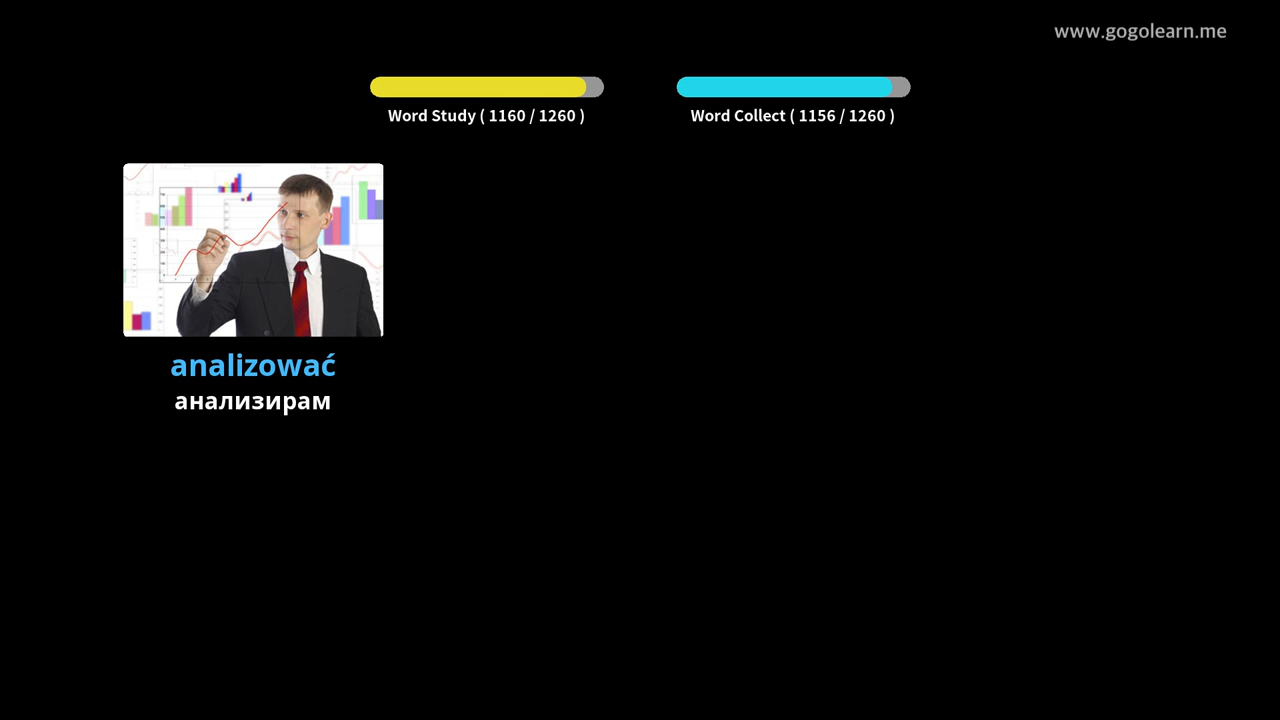 www.gogolearn.me
Word Study ( 1160 / 1260 )
Word Collect ( 1156 / 1260 )
analizować
анализирам